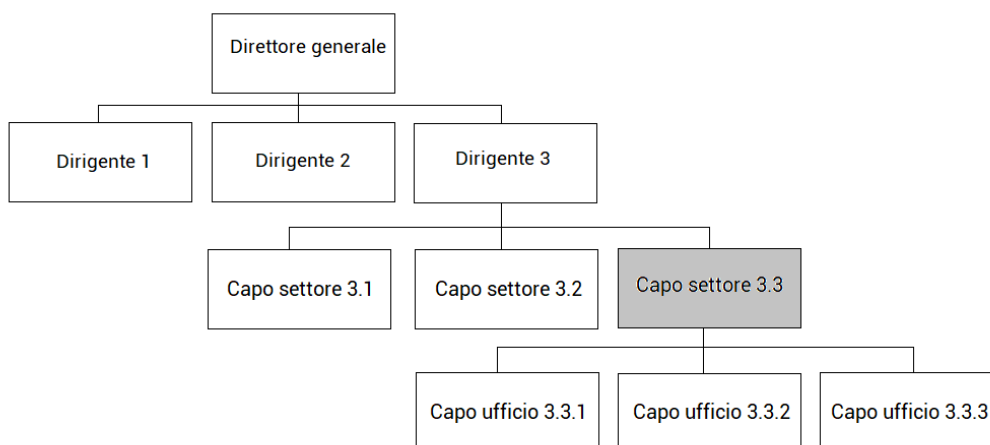 Direttore generale
Dirigente 1
Dirigente 2
Dirigente 3
Capo settore 3.1
Capo settore 3.2
Capo settore 3.3
Capo ufficio 3.3.1
Capo ufficio 3.3.2
Capo ufficio 3.3.3